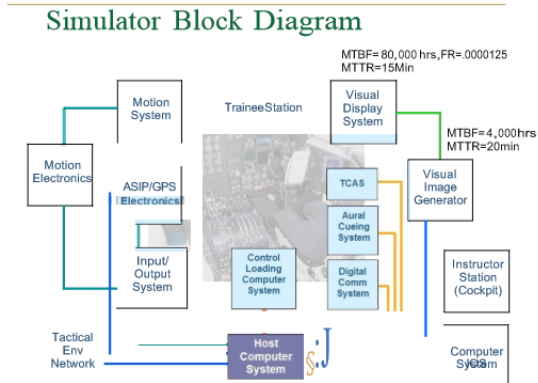 Simulator Block Diagram
MTBF= 80,000 hrs,FR=.0000125
MTTR=15Min
Motion
System
TraineeStation
Visual
Display
System
MTBF=4,000hrs
MTTR=20min
Motion
Electronics
ASIP/GPS
Electronics
TCAS
Visual
Image
Generator
Aural
Cueing
System
Input/
Output
System
Control
Loading
Computer
System
Digital
Comm
System
Instructor
Station
(Cockpit)
Tactical
Env
Network
Host
Computer
System
Computer
System
IOS